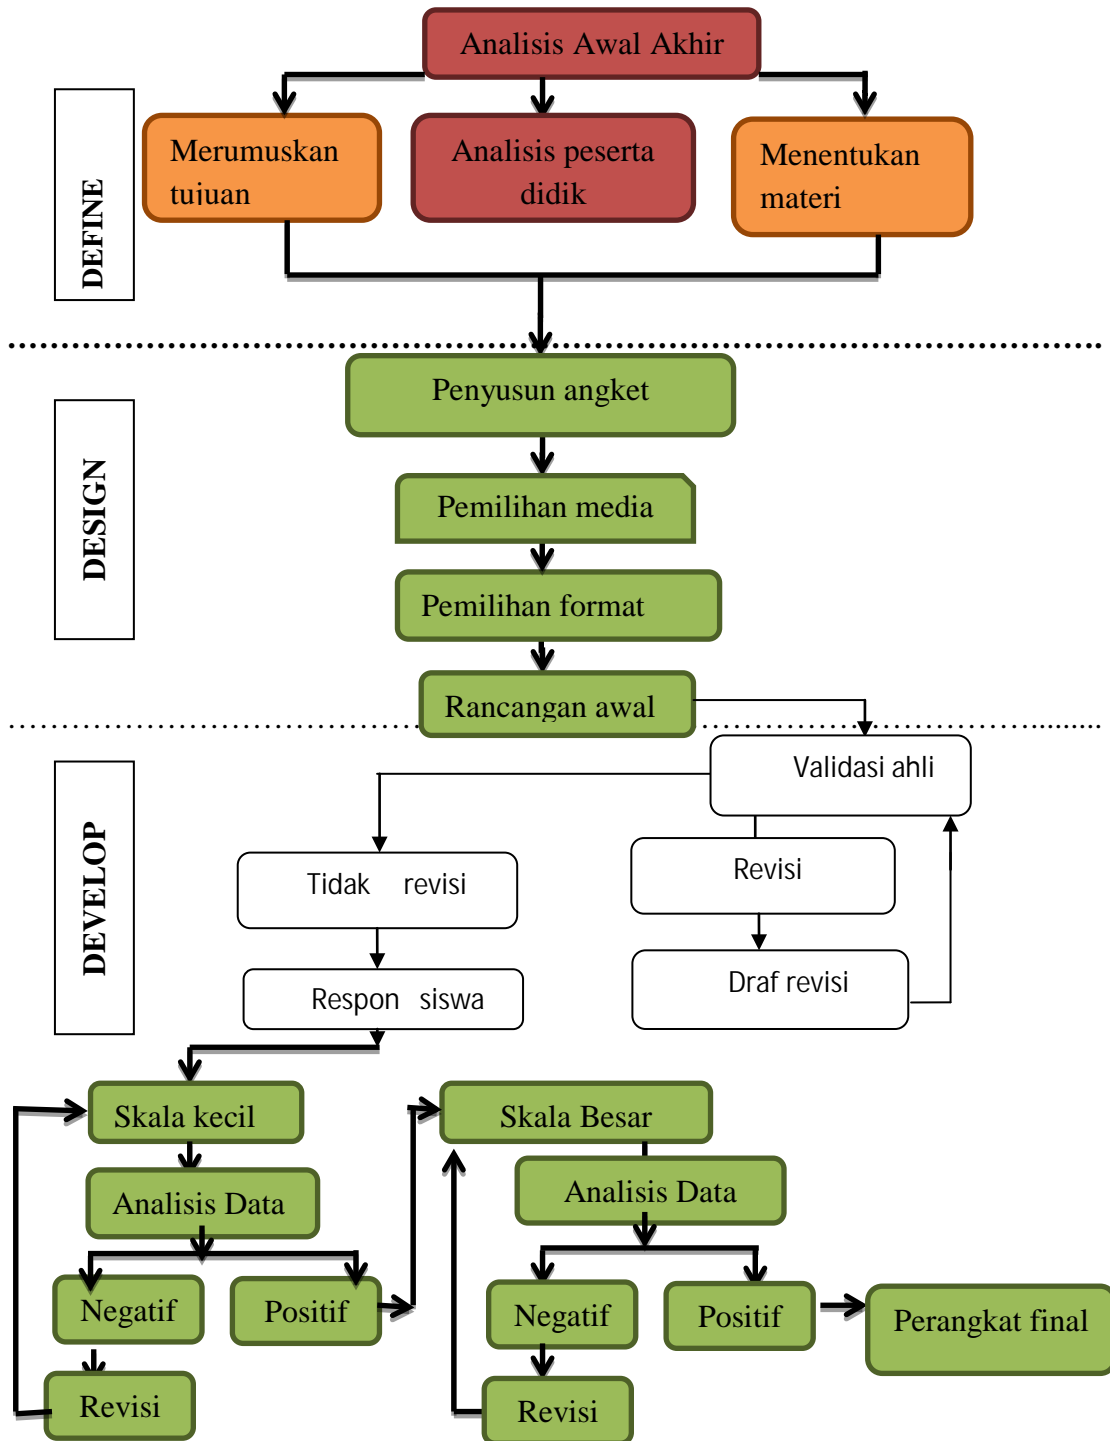 Analisis Awal Akhir
DEFINE
Merumuskan
tujuan
Analisis peserta
didik
Menentukan
materi
DESIGN
Penyusun angket
Pemilihan media
Pemilihan format
Rancangan awal
DEVELOP
Validasi ahli
Tidak revisi
Revisi
Respon siswa
Draf revisi
Skala kecil
Skala Besar
Analisis Data
Analisis Data
Negatif
Positif
Negatif
Positif
Perangkat final
Revisi
Revisi